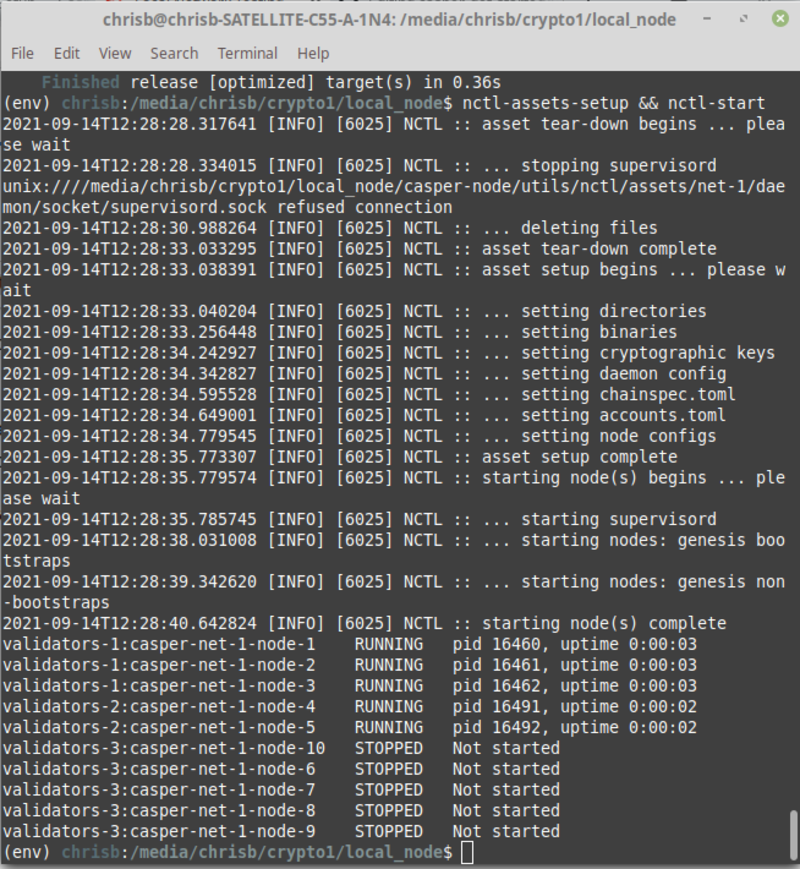 chrisb@chrisb-SATELLITE-C55-A-1N4: /media/chrisb/crypto1/local_node
File Edit View Search Terminal Help
Finished release [optimized] target(s) in 0.36s
(env) chrisb:/media/chrisb/crypto1/local_node$ nctl-assets-setup && nctl-start
2021-09-14T12:28:28.317641 [INFO] [6025] NCTL :: asset tear-down begins ... plea
se wait
2021-09-14T12:28:28.334015 [INFO] [6025] NCTL :: ... stopping supervisord
unix:////media/chrisb/crypto1/local_node/casper-node/utils/nctl/assets/net-1/dae
mon/socket/supervisord.sock refused connection
2021-09-14T12:28:30.988264 [INFO] [6025] NCTL :: ... deleting files
2021-09-14T12:28:33.033295 [INFO] [6025] NCTL :: asset tear-down complete
2021-09-14T12:28:33.038391 [INFO] [6025] NCTL :: asset setup begins ... please w
ait
2021-09-14T12:28:33.040204 [INFO] [6025] NCTL :: ... setting directories
2021-09-14T12:28:33.256448 [INFO] [6025] NCTL :: ... setting binaries
2021-09-14T12:28:34.242927 [INFO] [6025] NCTL :: ... setting cryptographic keys
2021-09-14T12:28:34.342827 [INFO] [6025] NCTL :: ... setting daemon config
2021-09-14T12:28:34.595528 [INFO] [6025] NCTL :: ... setting chainspec.toml
2021-09-14T12:28:34.649001 [INFO] [6025] NCTL :: ... setting accounts.toml
2021-09-14T12:28:34.779545 [INFO] [6025] NCTL :: ... setting node configs
2021-09-14T12:28:35.773307 [INFO] [6025] NCTL :: asset setup complete
2021-09-14T12:28:35.779574 [INFO] [6025] NCTL :: starting node(s) begins ... ple
ase wait
2021-09-14T12:28:35.785745 [INFO] [6025] NCTL :: ... starting supervisord
2021-09-14T12:28:38.031008 [INFO] [6025] NCTL :: ... starting nodes: genesis boo
tstraps
2021-09-14T12:28:39.342620 [INFO] [6025] NCTL :: ... starting nodes: genesis non
-bootstraps
2021-09-14T12:28:40.642824 [INFO] [6025] NCTL :: starting node(s) complete
validators-1:casper-net-1-node-1 RUNNING pid 16460, uptime 0:00:03
validators-1:casper-net-1-node-2 RUNNING pid 16461, uptime 0:00:03
validators-1:casper-net-1-node-3 RUNNING pid 16462, uptime 0:00:03
validators-2:casper-net-1-node-4 RUNNING pid 16491, uptime 0:00:02
validators-2:casper-net-1-node-5 RUNNING pid 16492, uptime 0:00:02
validators-3:casper-net-1-node-10 STOPPED Not started
validators-3:casper-net-1-node-6 STOPPED Not started
validators-3:casper-net-1-node-7 STOPPED Not started
validators-3:casper-net-1-node-8 STOPPED Not started
validators-3:casper-net-1-node-9 STOPPED Not started
(env) chrisb:/media/chrisb/crypto1/local_node$